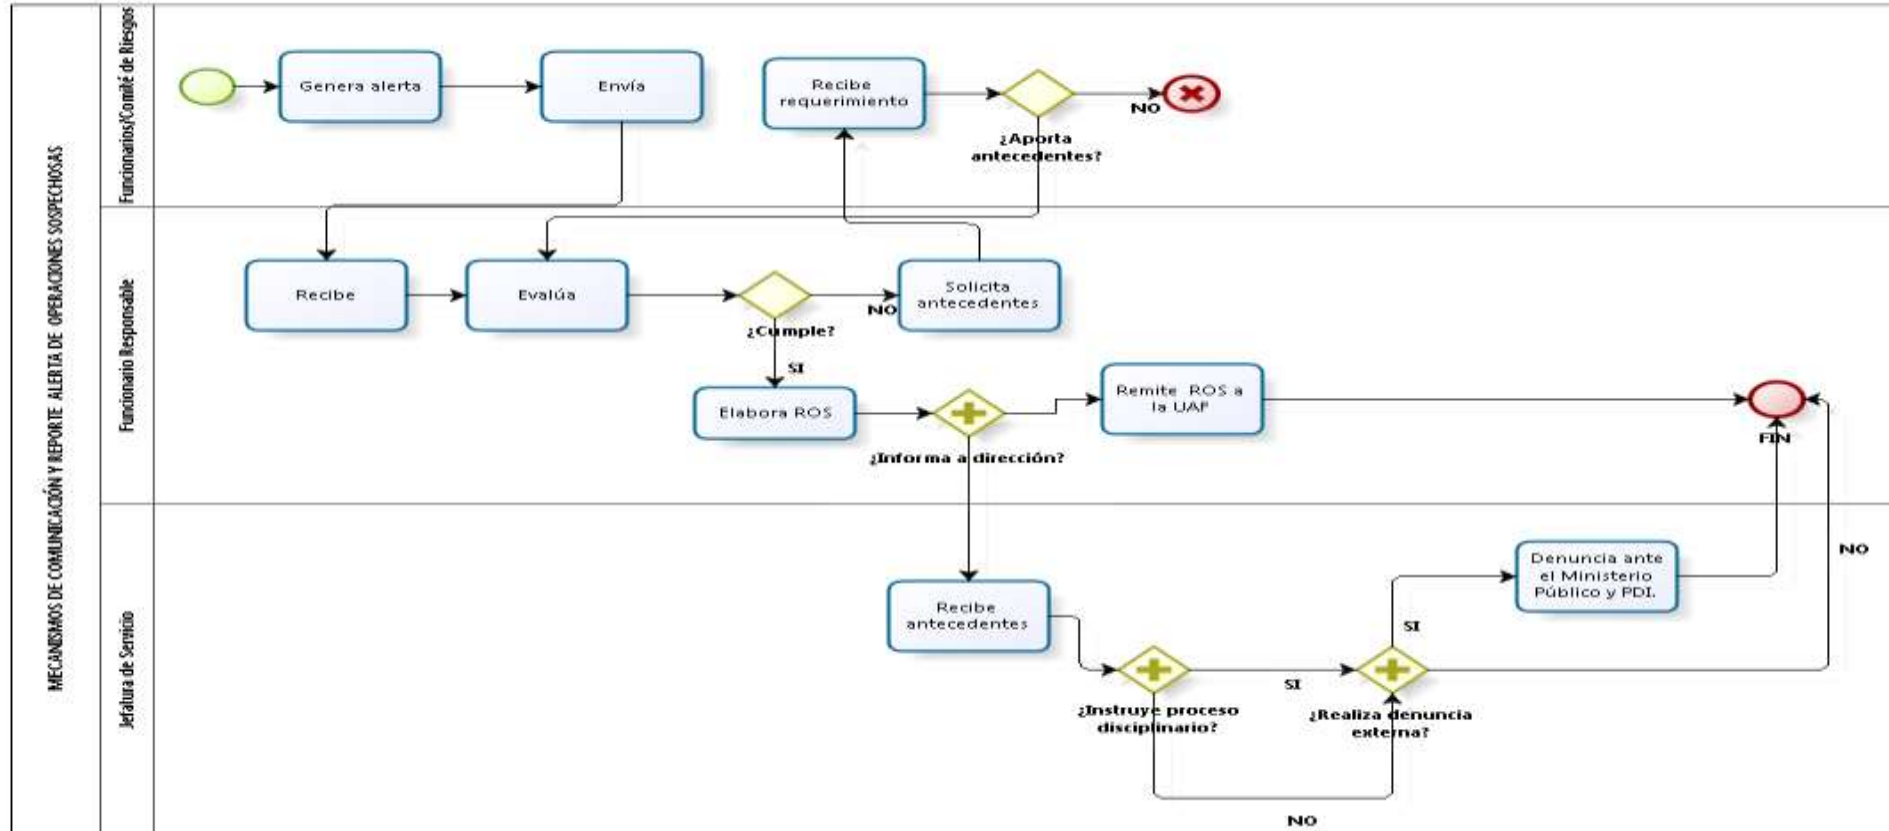 MECANISMOS DE COMUNICACIÓN Y REPORTE ALERTA DE OPERACIONES SOSPECHOSAS
Funcionarios/Comité de Riesgos
Genera alerta
Envía
Recibe
requerimiento
NO
¿Aporta
antecedentes?
Funcionario Responsable
Recibe
Evalúa
¿Cumple?
NO
Solicita
antecedentes
SI
Elabora ROS
¿Informa a dirección?
Remite ROS a
la UAF
FIN
Jefatura de Servicio
Recibe
antecedentes
¿Instruye proceso
disciplinario?
SI
NO
¿Realiza denuncia
externa?
SI
Denuncia ante
el Ministerio
Público y PDI.
NO